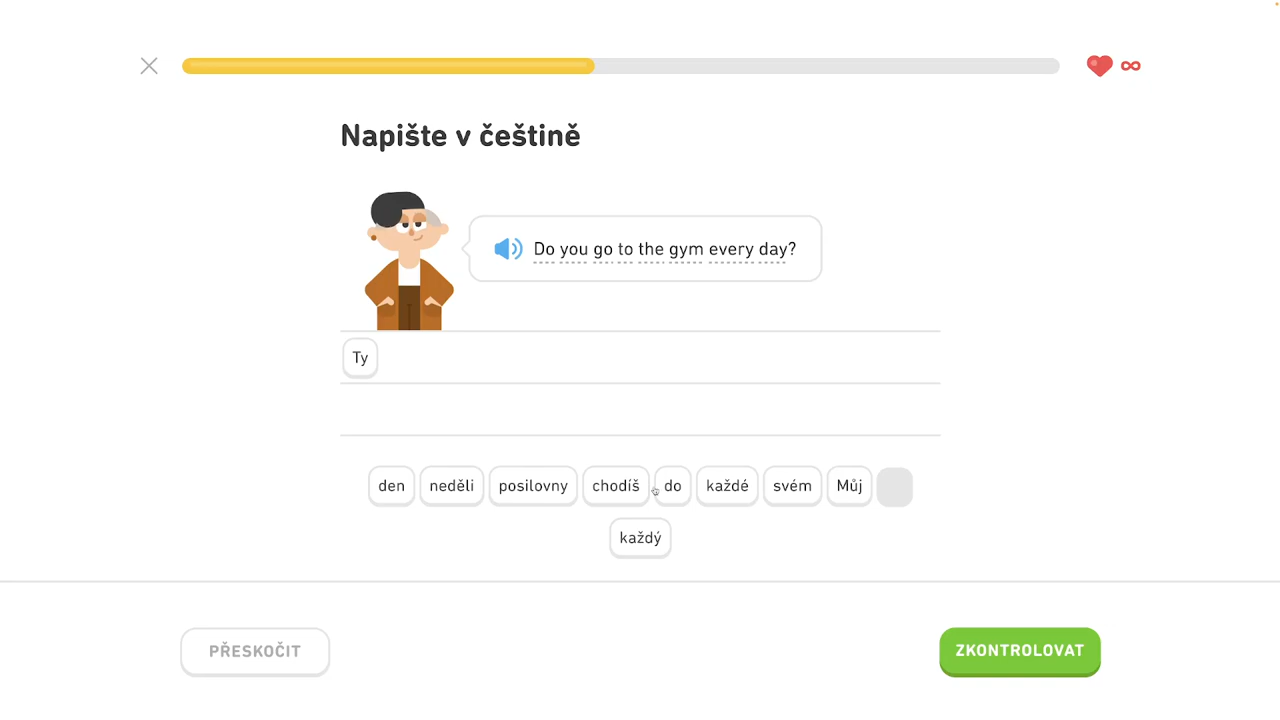 Napište v češtině
Do you go to the gym every day?
Ty
den neděli posilovny chodíš do každé svém Můj
každý
PŘESKOČIT ZKONTROLOVAT